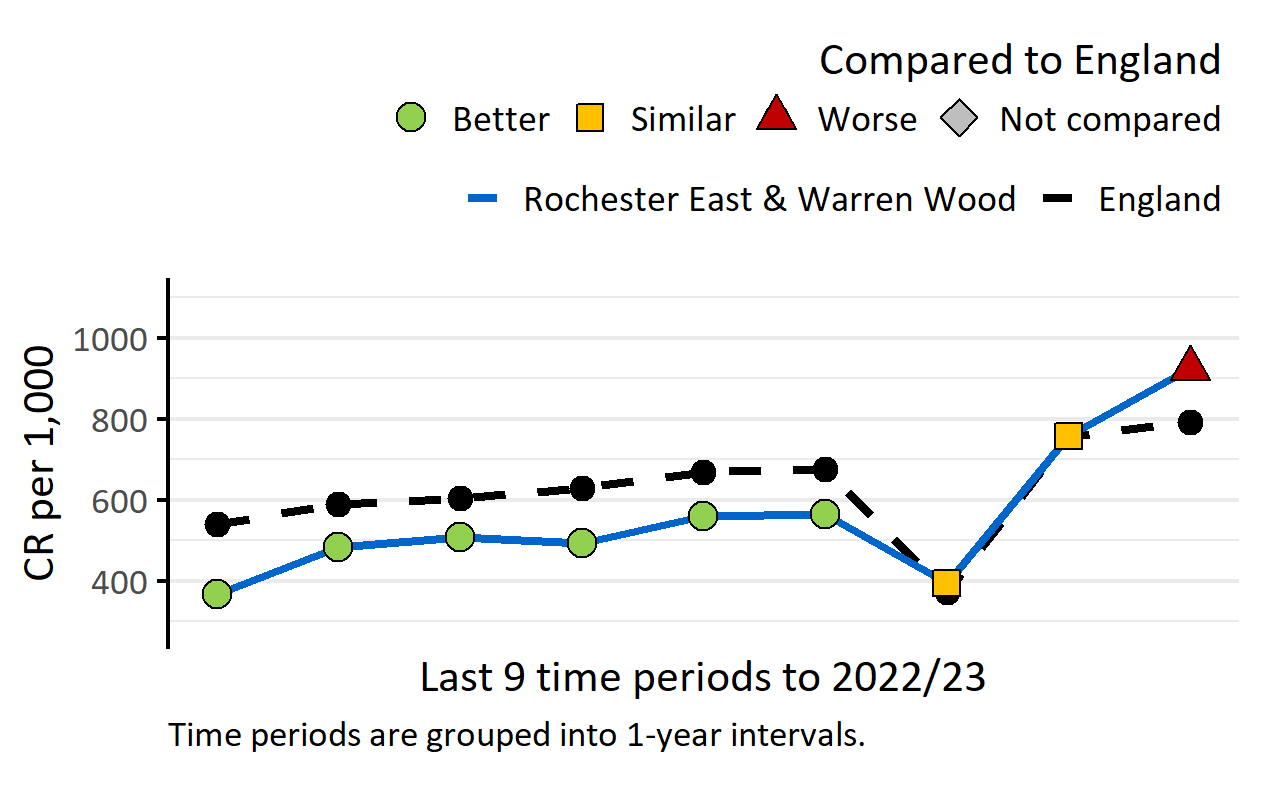 Compared to England
Better Similar Worse Not compared
Rochester East & Warren Wood England
CR per 1,000
1000
800
600
400
Last 9 time periods to 2022/23
Time periods are grouped into 1-year intervals.